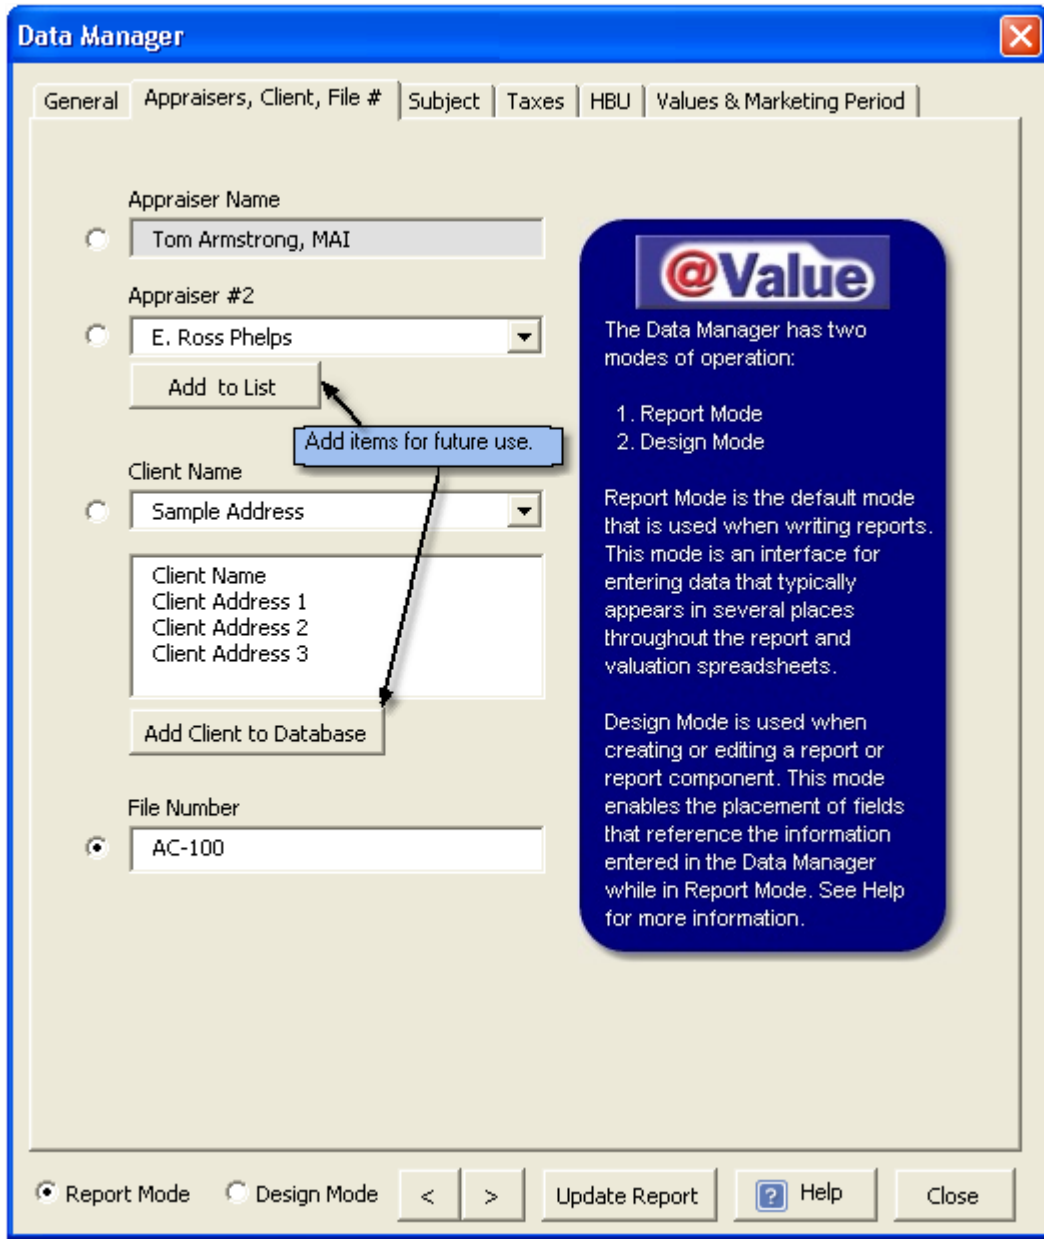 Data Manager
General
Appraisers, Client, File #
Subject
Taxes
HBU
Values & Marketing Period
Appraiser Name
Tom Armstrong, MAI
Appraiser #2
E. Ross Phelps
Add to List
Add items for future use.
Client Name
Sample Address
Client Name
Client Address 1
Client Address 2
Client Address 3
Add Client to Database
File Number
AC-100
@Value
The Data Manager has two
modes of operation:
1. Report Mode
2. Design Mode
Report Mode is the default mode
that is used when writing reports.
This mode is an interface for
entering data that typically
appears in several places
throughout the report and
valuation spreadsheets.
Design Mode is used when
creating or editing a report or
report component. This mode
enables the placement of fields
that reference the information
entered in the Data Manager
while in Report Mode. See Help
for more information.
Report Mode
Design Mode
<
>
Update Report
? Help
Close